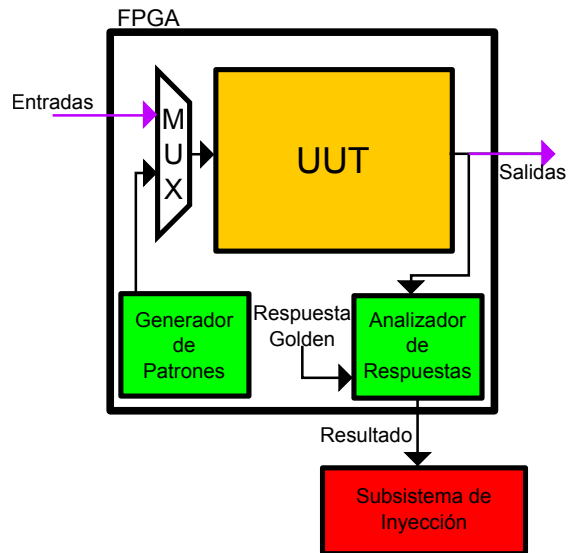 FPGA
Entradas
M
U
X
UUT
Salidas
Generador
de
Patrones
Respuesta
Golden
Analizador
de
Respuestas
Resultado
Subsistema de
Inyección